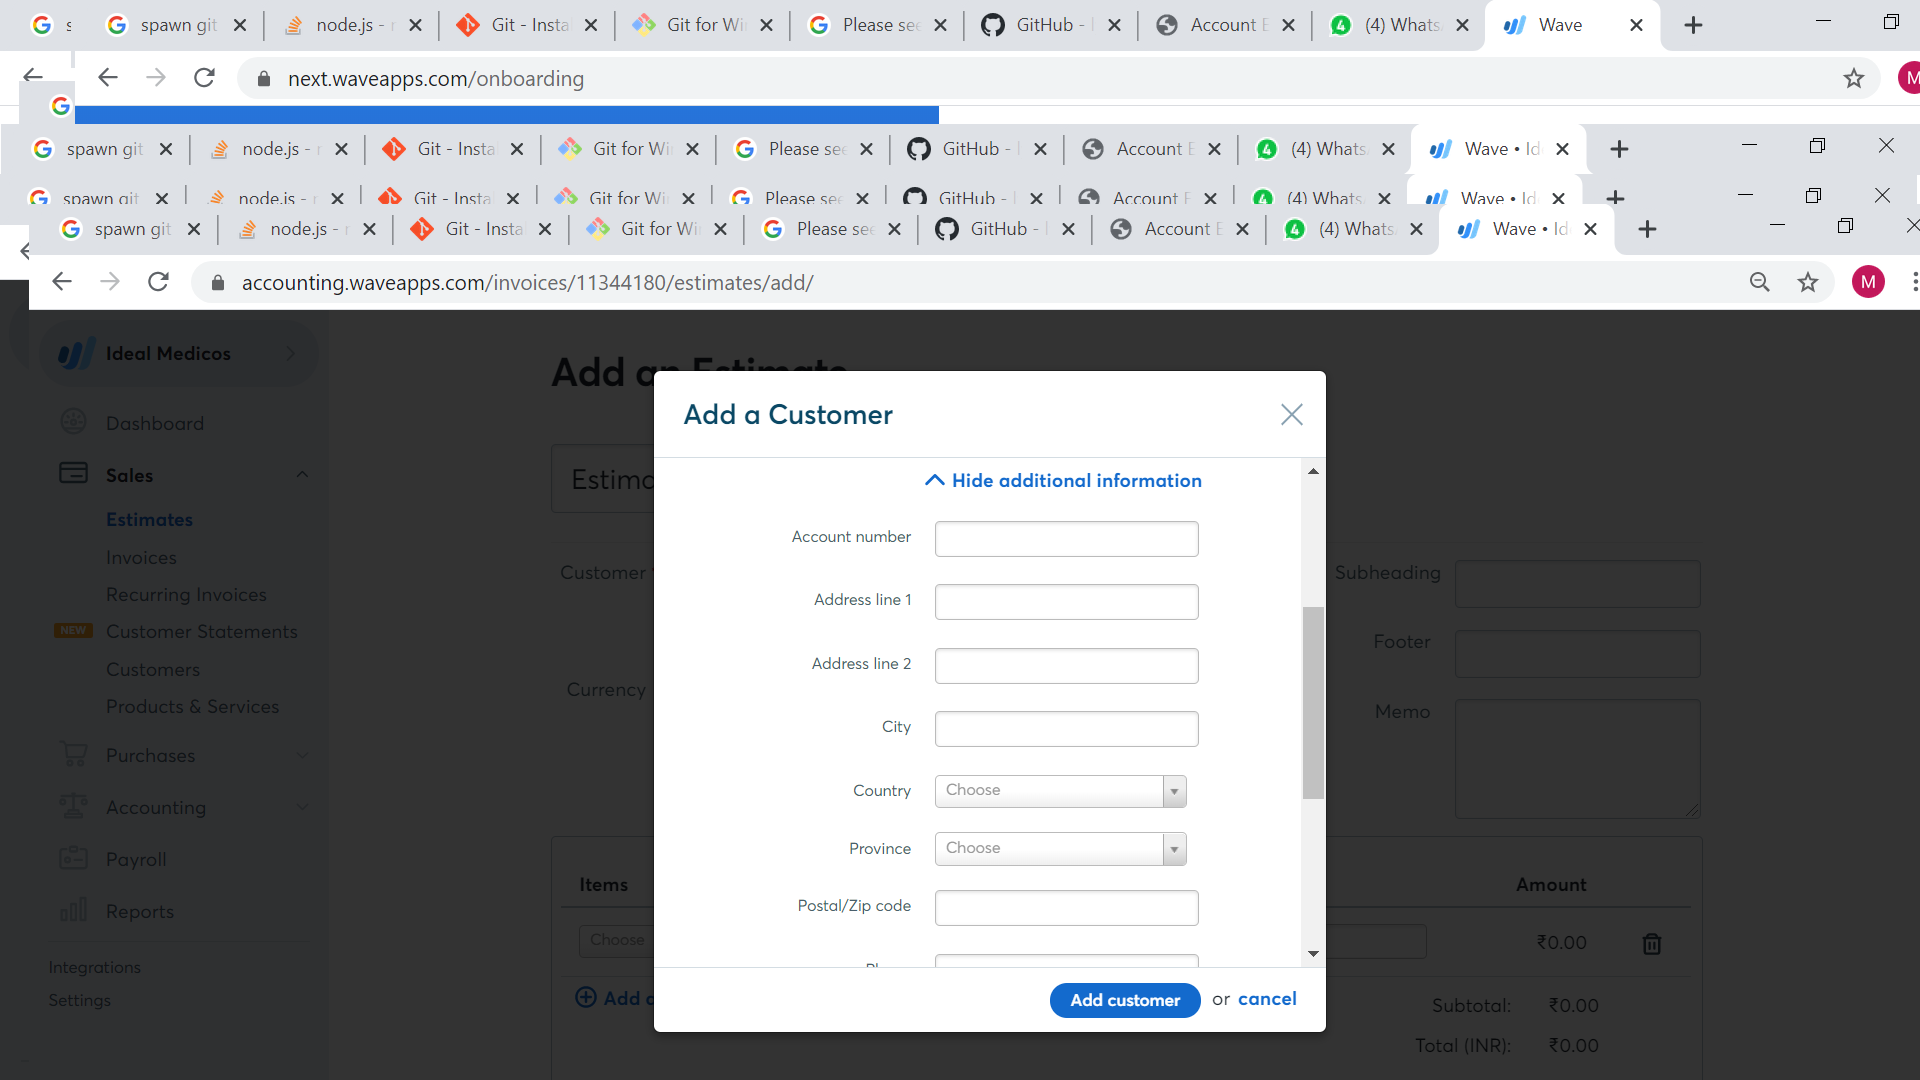 spawn git
node.js -
Git - Insta
Git for Wi
Please see
GitHub -
Account E
(4) Whats
Wave
next.waveapps.com/onboarding
M
spawn git
node.js -
Git - Insta
Git for Wi
Please see
GitHub -
Account E
(4) Whats
Wave • Id
spawn git
node.js -
Git - Insta
Git for Wi
Please see
GitHub -
Account E
(4) Whats
Wave • Id
spawn git
node.js -
Git - Insta
Git for Wi
Please see
GitHub -
Account E
(4) Whats
Wave • Id
accounting.waveapps.com/invoices/11344180/estimates/add/
M
Ideal Medicos
Dashboard
Sales
Estimates
Invoices
Recurring Invoices
NEW Customer Statements
Customers
Products & Services
Purchases
Accounting
Payroll
Reports
Integrations
Settings
Add an Estimate
Estima
Customer
Currency
Subheading
Footer
Memo
Items
Amount
Choose
₹0.00
Add a
Subtotal: ₹0.00
Total (INR): ₹0.00
Add a Customer
Hide additional information
Account number
Address line 1
Address line 2
City
Country Choose
Province Choose
Postal/Zip code
Add customer or cancel